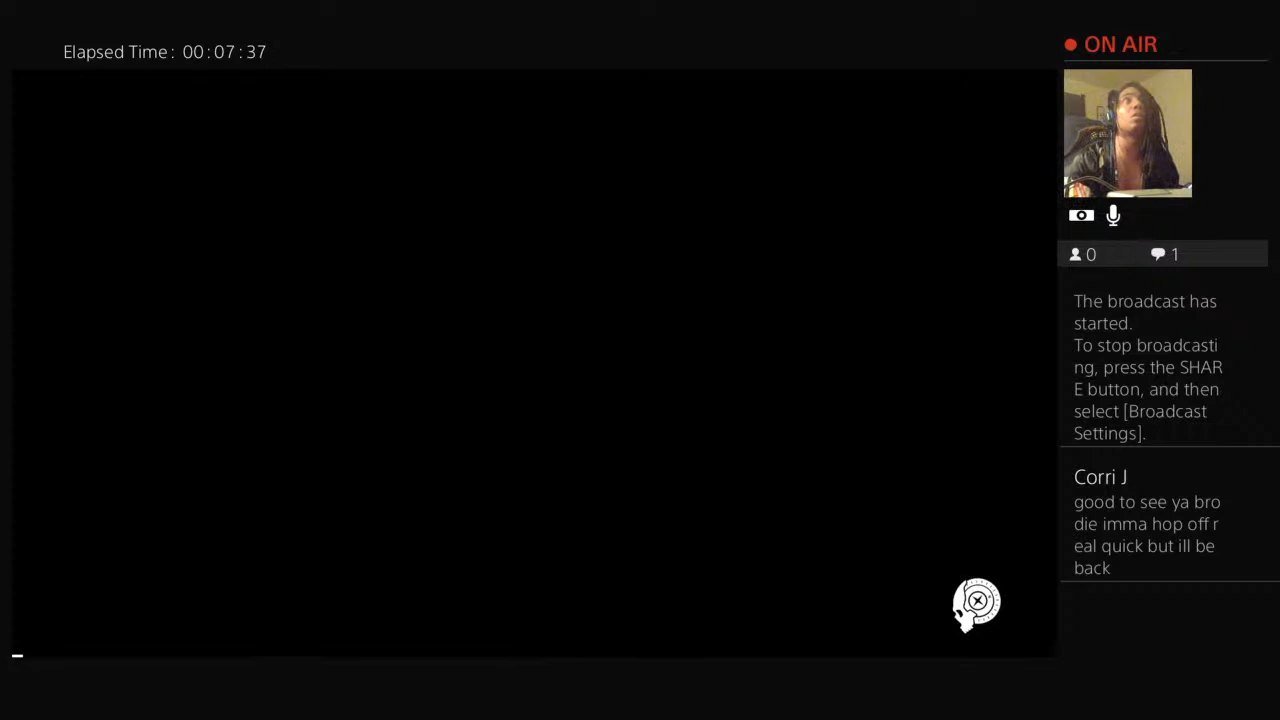 Elapsed Time: 00:07:37
ON AIR
0 1
The broadcast has
started.
To stop broadcasti
ng, press the SHAR
E button, and then
select [Broadcast
Settings].
Corri J
good to see ya bro
die imma hop off r
eal quick but ill be
back